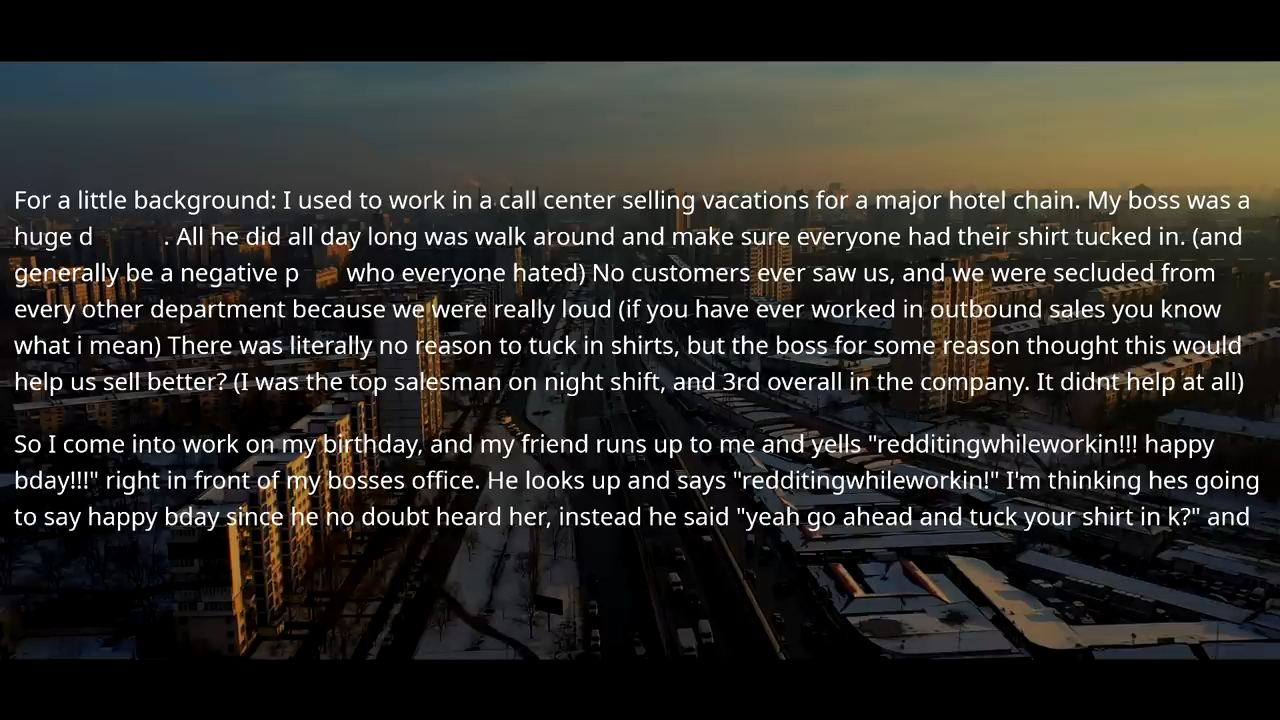 For a little background: I used to work in a call center selling vacations for a major hotel chain. My boss was a
huge d . All he did all day long was walk around and make sure everyone had their shirt tucked in. (and
generally be a negative p who everyone hated) No customers ever saw us, and we were secluded from
every other department because we were really loud (if you have ever worked in outbound sales you know
what i mean) There was literally no reason to tuck in shirts, but the boss for some reason thought this would
help us sell better? (I was the top salesman on night shift, and 3rd overall in the company. It didnt help at all)
So I come into work on my birthday, and my friend runs up to me and yells "redditingwhileworkin!!! happy
bday!!!" right in front of my bosses office. He looks up and says "redditingwhileworkin!" I'm thinking hes going
to say happy bday since he no doubt heard her, instead he said "yeah go ahead and tuck your shirt in k?" and